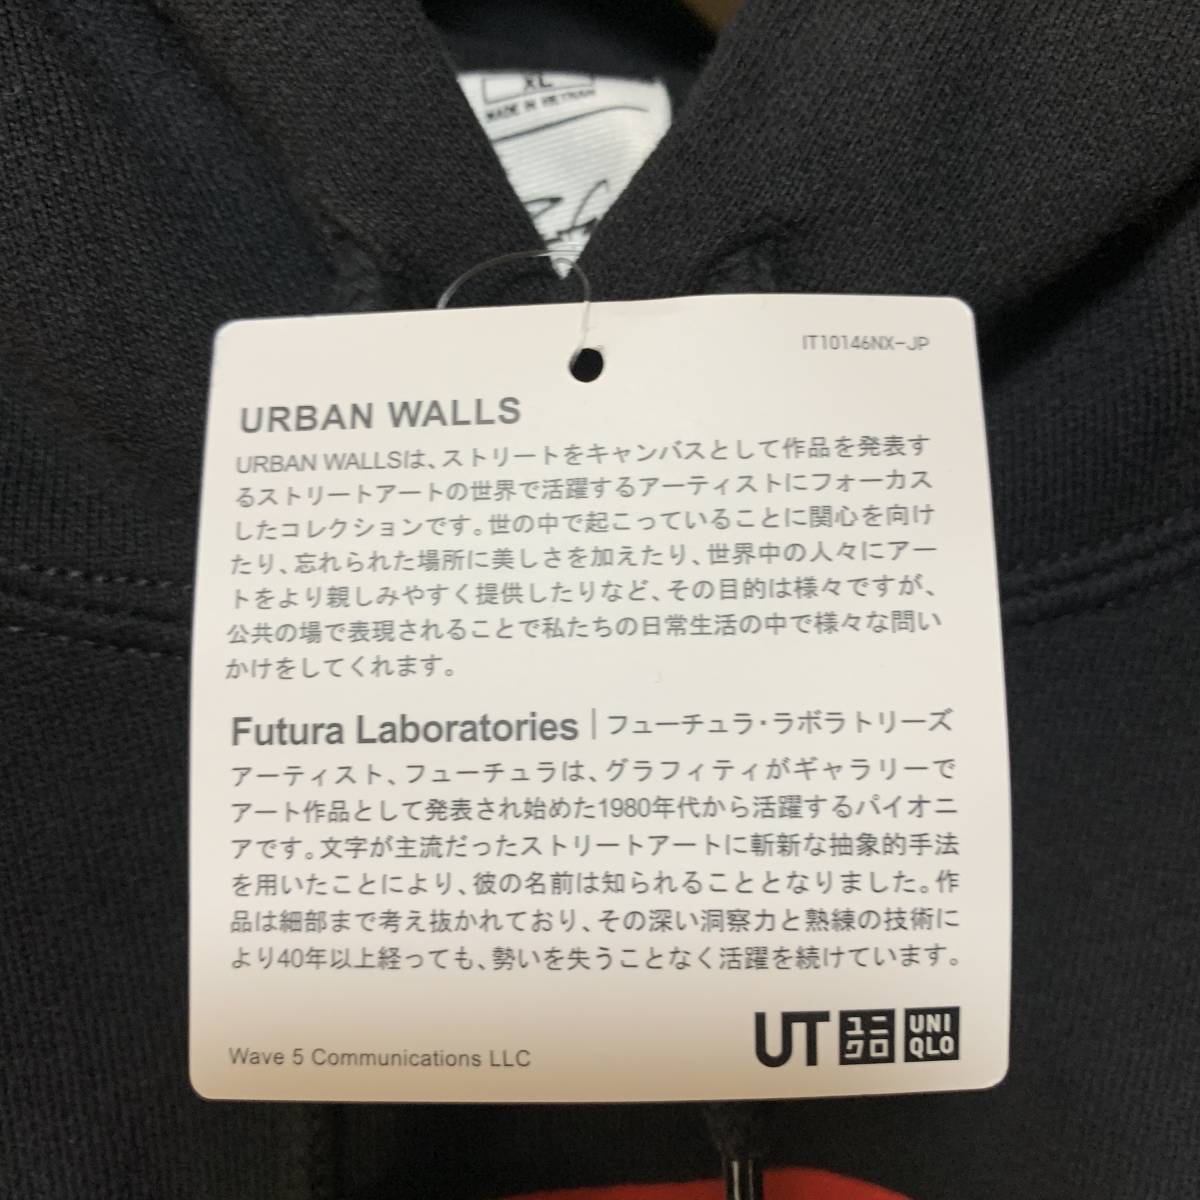 XL
MADE IN VIETNAM
IT10146NX-JP
URBAN WALLS
URBAN WALLSは、ストリートをキャンバスとして作品を発表す
るストリートアートの世界で活躍するアーティストにフォーカス
したコレクションです。世の中で起こっていることに関心を向け
たり、忘れられた場所に美しさを加えたり、世界中の人々にアー
トをより親しみやすく提供したりなど、その目的は様々ですが、
公共の場で表現されることで私たちの日常生活の中で様々な問い
かけをしてくれます。
Futura Laboratories|フューチュラ・ラボラトリーズ
アーティスト、フューチュラは、グラフィティがギャラリーで
アート作品として発表され始めた1980年代から活躍するパイオニ
アです。文字が主流だったストリートアートに斬新な抽象的手法
を用いたことにより、彼の名前は知られることとなりました。作
品は細部まで考え抜かれており、その深い洞察力と熟練の技術に
より40年以上経っても、勢いを失うことなく活躍を続けています。
Wave 5 Communications LLC
UT ユニクロ UNIQLO